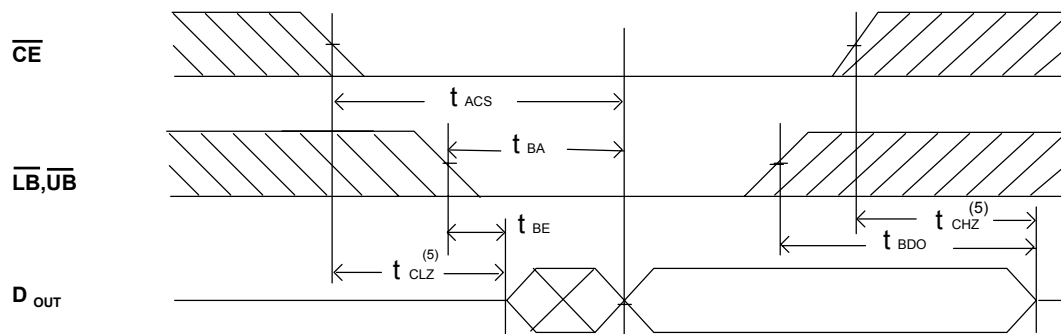 CE
t ACS
LB,UB
t BA
t BE
t CHZ (5)
t BDO
t CLZ (5)
D OUT